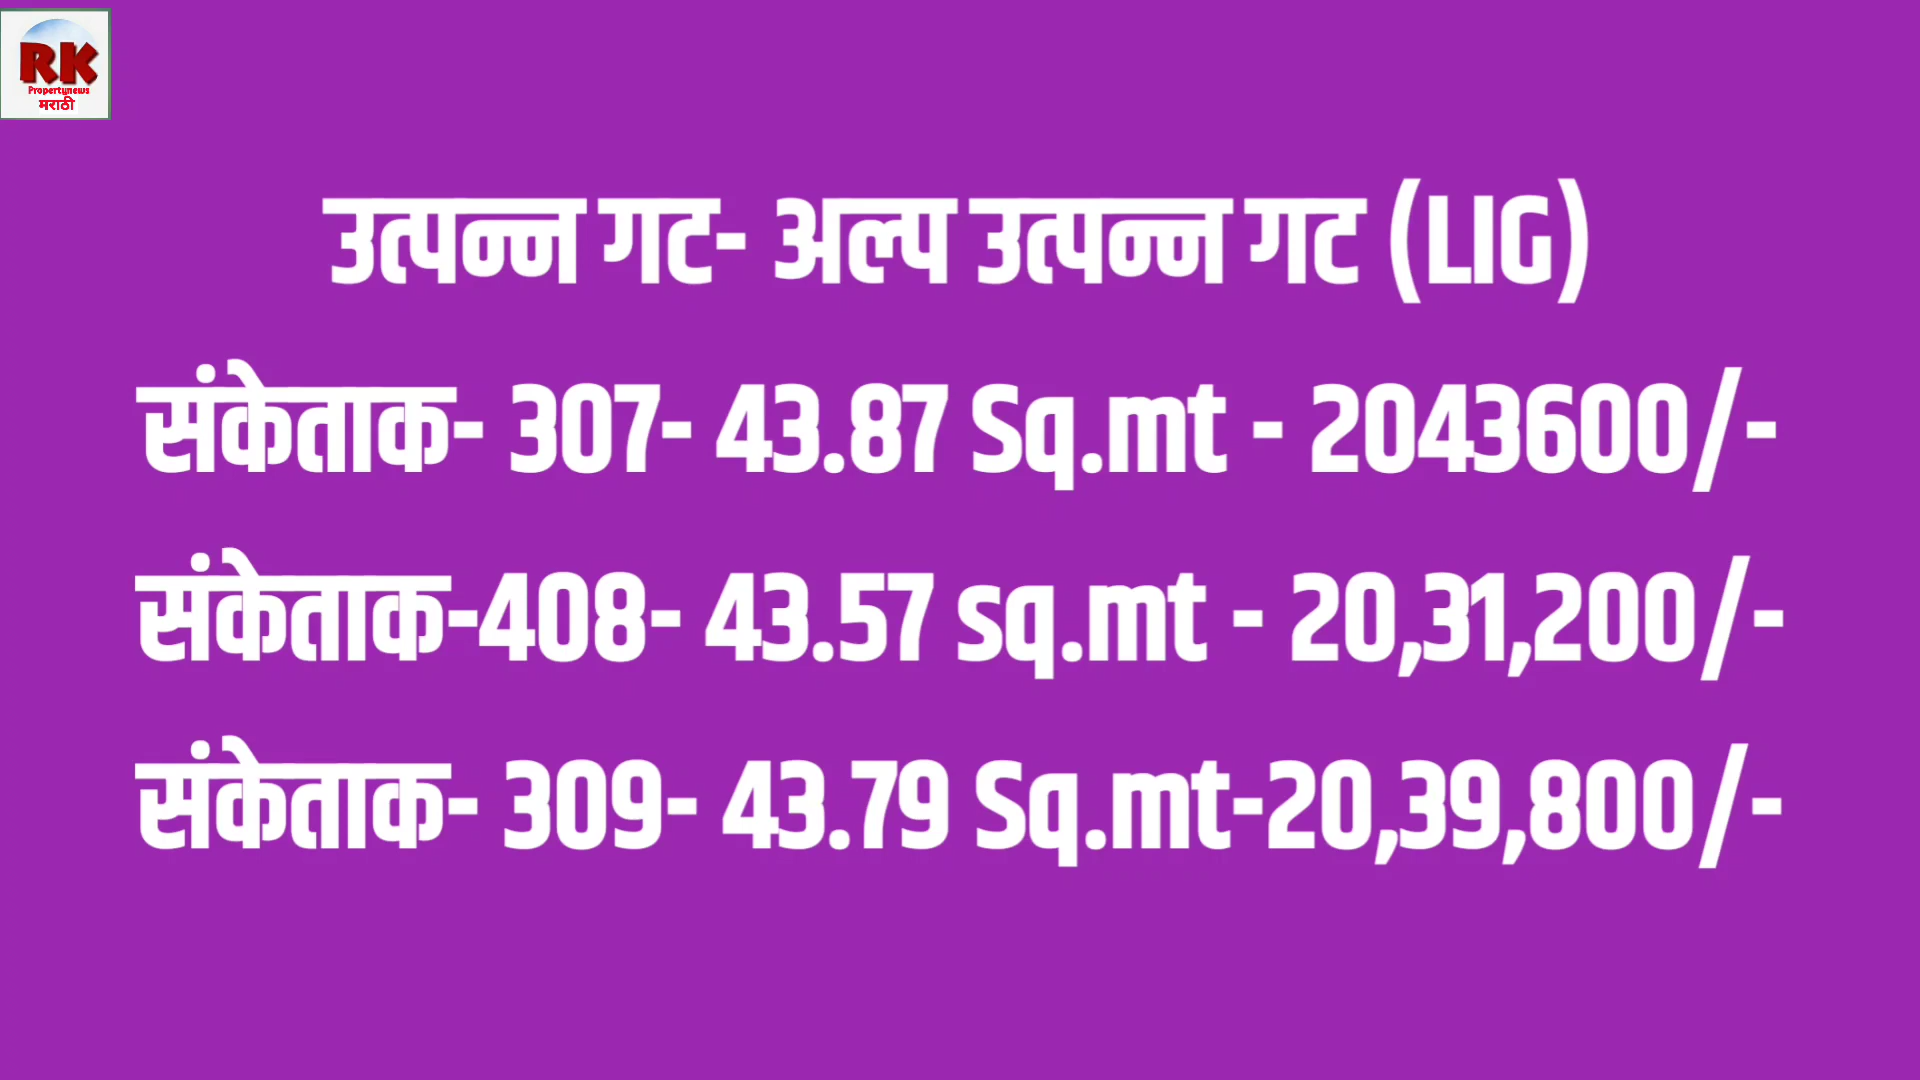 RK
Propertynews
मराठी
उत्पन्न गट- अल्प उत्पन्न गट (LIG)
संकेताक- 307- 43.87 Sq.mt - 2043600/-
संकेताक-408- 43.57 sq.mt - 20,31,200/-
संकेताक- 309- 43.79 Sq.mt-20,39,800/-